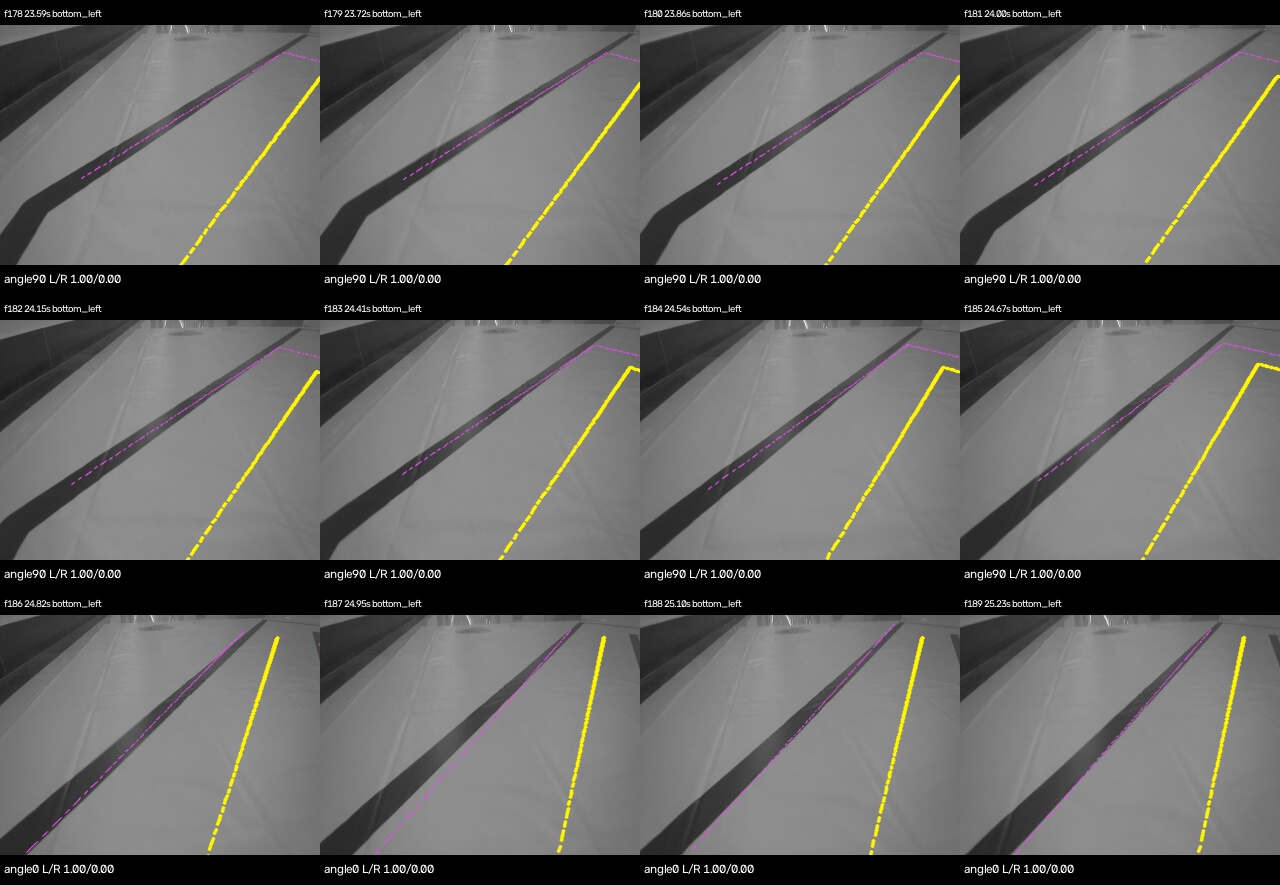 f178 23.59s bottom_left
f179 23.72s bottom_left
f180 23.86s bottom_left
f181 24.00s bottom_left
angle90 L/R 1.00/0.00
angle90 L/R 1.00/0.00
angle90 L/R 1.00/0.00
angle90 L/R 1.00/0.00
f182 24.15s bottom_left
f183 24.41s bottom_left
f184 24.54s bottom_left
f185 24.67s bottom_left
angle90 L/R 1.00/0.00
angle90 L/R 1.00/0.00
angle90 L/R 1.00/0.00
angle90 L/R 1.00/0.00
f186 24.82s bottom_left
f187 24.95s bottom_left
f188 25.10s bottom_left
f189 25.23s bottom_left
angle0 L/R 1.00/0.00
angle0 L/R 1.00/0.00
angle0 L/R 1.00/0.00
angle0 L/R 1.00/0.00